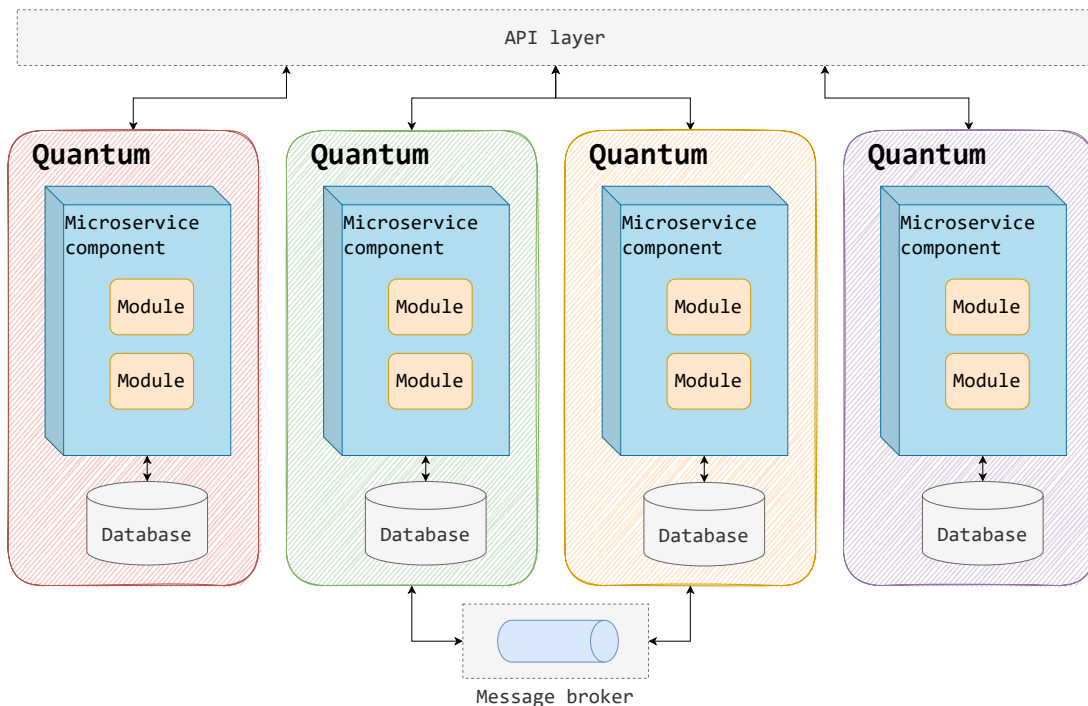 API layer
Quantum
Quantum
Quantum
Quantum
Microservice
component
Microservice
component
Microservice
component
Microservice
component
Module
Module
Module
Module
Module
Module
Module
Module
Database
Database
Database
Database
Message broker